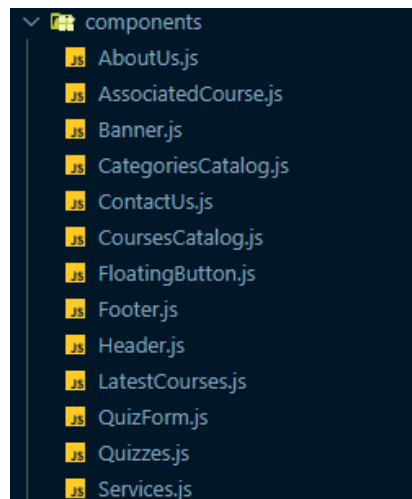 components
JS AboutUs.js
JS AssociatedCourse.js
JS Banner.js
JS CategoriesCatalog.js
JS ContactUs.js
JS CoursesCatalog.js
JS FloatingButton.js
JS Footer.js
JS Header.js
JS LatestCourses.js
JS QuizForm.js
JS Quizzes.js
JS Services.js